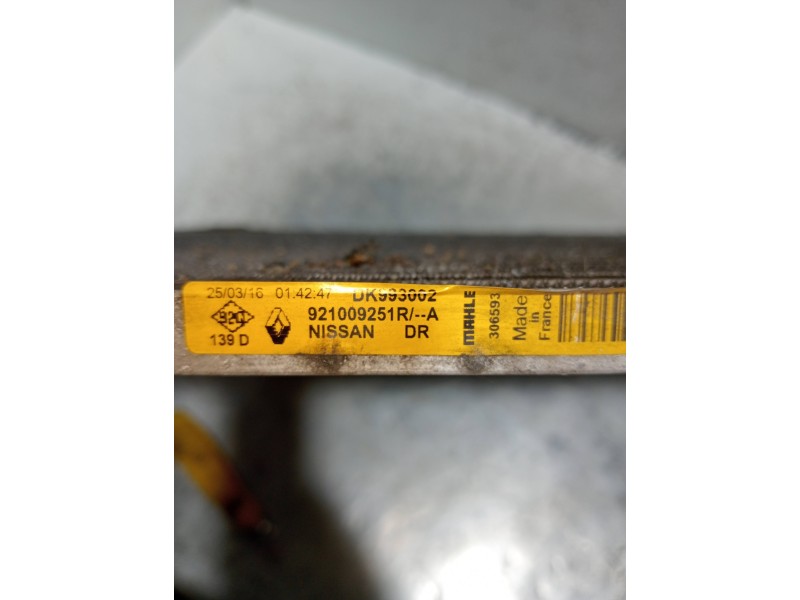 25/03/16 01:42:47 DK993002
921009251R/--A
139 D NISSAN DR
MAHLE
306593
Made
in
France